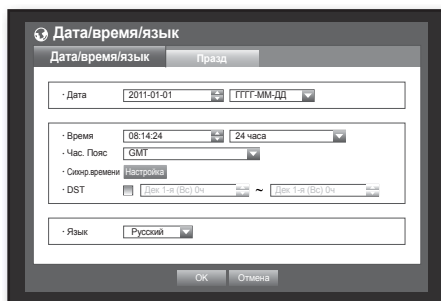 Дата/время/язык
Дата/время/язык Празд
· Дата 2011-01-01 ГГГГ-ММ-ДД
· Время 08:14:24 24 часа
· Час. Пояс GMT
· Сихнр.времени Настройка
· DST Дек 1-я (Вс) 0ч ~ Дек 1-я (Вс) 0ч
· Язык Русский
OK Отмена